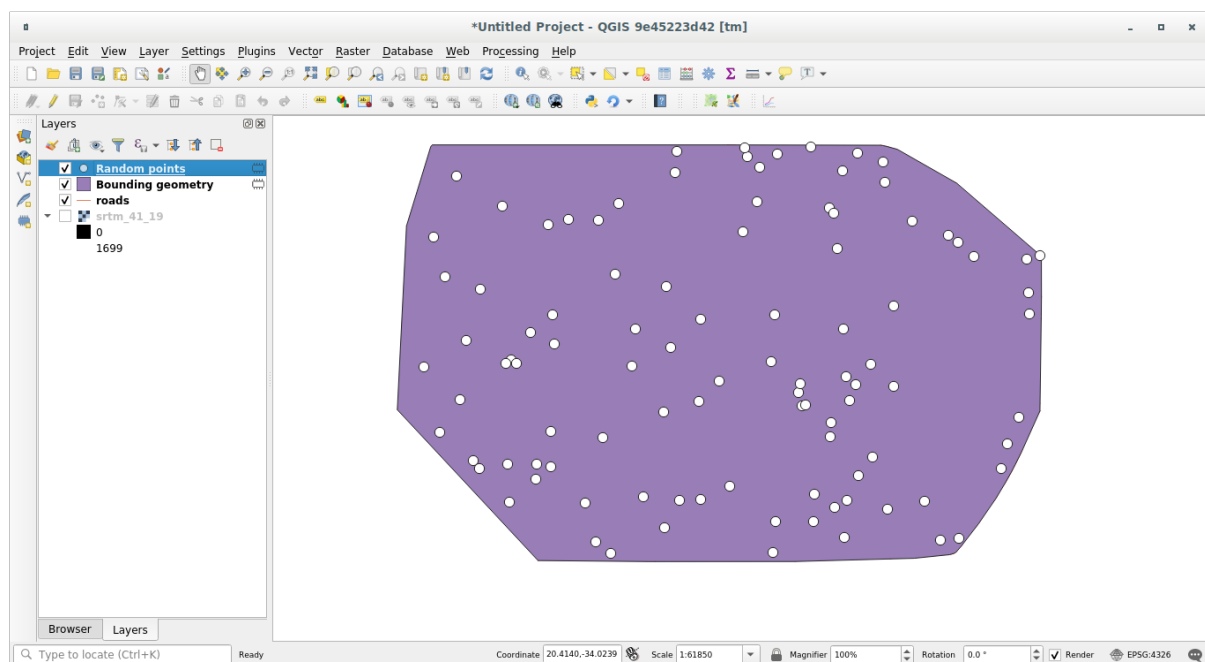 *Untitled Project - QGIS 9e45223d42 [tm]
Project Edit View Layer Settings Plugins Vector Raster Database Web Processing Help
Layers
Random points
Bounding geometry
roads
srtm_41_19
0
1699
Browser Layers
Type to locate (Ctrl+K) Ready Coordinate 20.4140,-34.0239 Scale 1:61850 Magnifier 100% Rotation 0.0 ° Render EPSG:4326